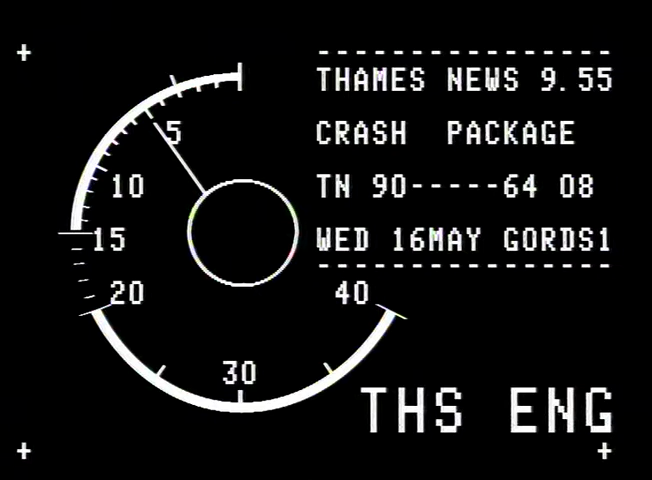 ----------------
THAMES NEWS 9.55
CRASH PACKAGE
TN 90-----64 08
WED 16MAY GORDS1
----------------
5
10
15
20
40
30
THS ENG